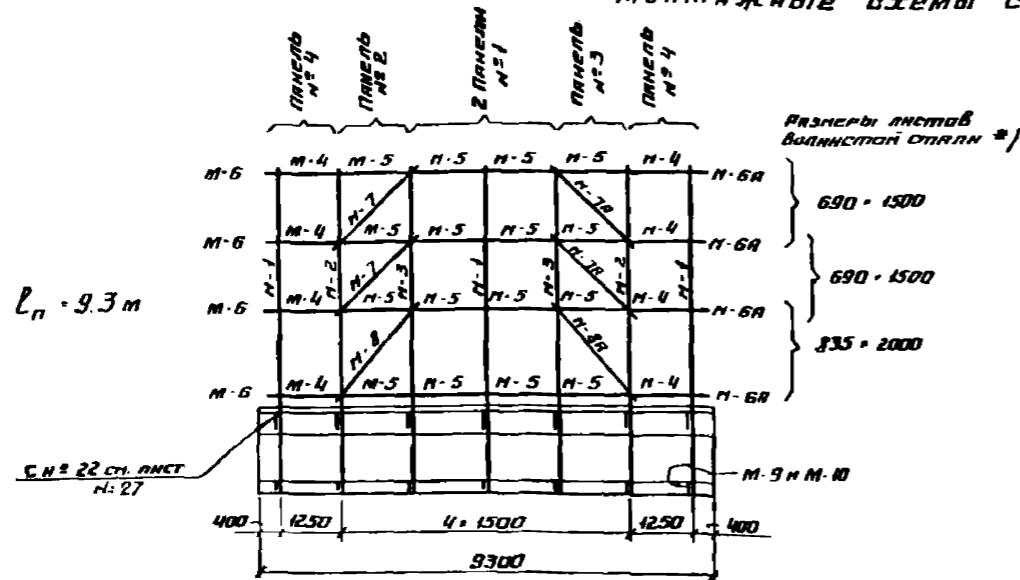 МОНТАЖНЫЕ СХЕМЫ С
ПАНЕЛЬ №4
ПАНЕЛЬ №2
2 ПАНЕЛИ №1
ПАНЕЛЬ №3
ПАНЕЛЬ №4
Размеры листов
волнистой стали *)
М-6 М-4 М-5 М-5 М-5 М-5 М-4 М-6А
М-7 М-7А
690 × 1500
М-6 М-4 М-5 М-5 М-5 М-5 М-4 М-6А
М-1 М-2 М-7 М-3 М-1 М-3 М-7А М-2 М-1
690 × 1500
ℓп = 9.3 м
М-6 М-4 М-5 М-5 М-5 М-5 М-4 М-6А
М-8 М-8А
835 × 2000
М-6 М-4 М-5 М-5 М-5 М-5 М-4 М-6А
С №22 см. лист
№27
М-9 и М-10
400 1250 4×1500 1250 400
9300